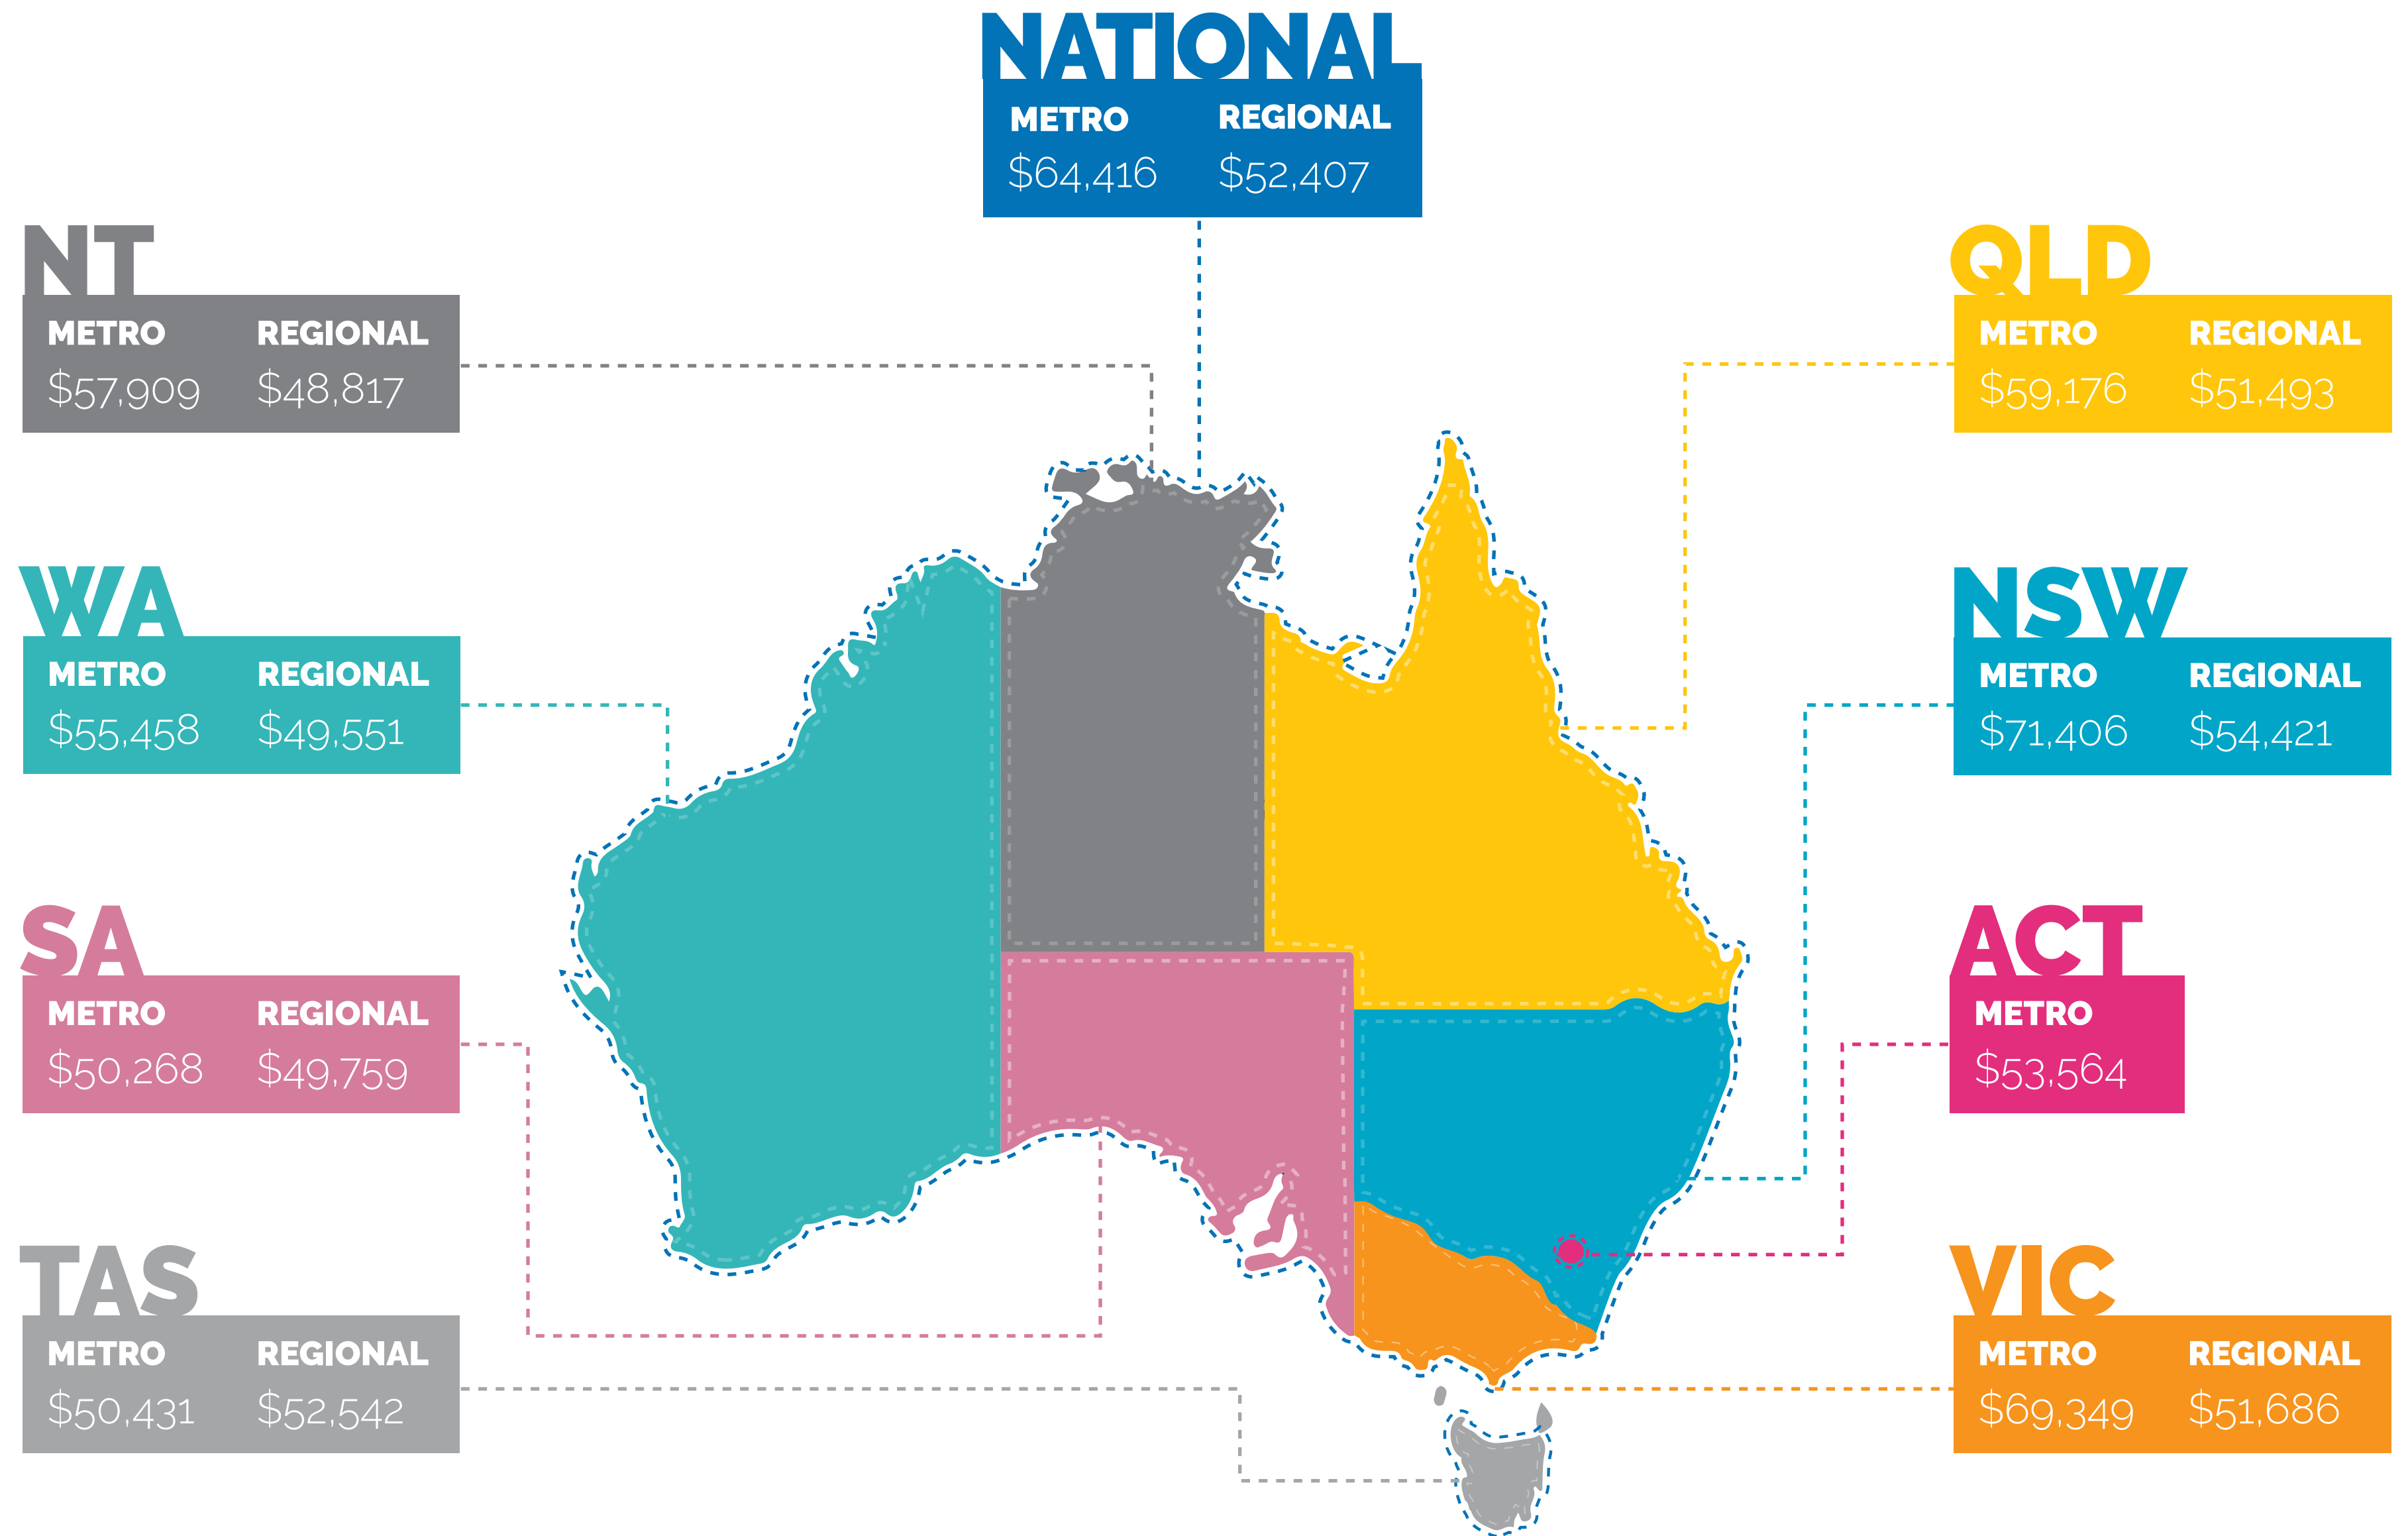 NATIONAL
METRO REGIONAL
$64,416 $52,407
NT
METRO REGIONAL
$57,909 $48,817
WA
METRO REGIONAL
$55,458 $49,551
SA
METRO REGIONAL
$50,268 $49,759
TAS
METRO REGIONAL
$50,431 $52,542
QLD
METRO REGIONAL
$59,176 $51,493
NSW
METRO REGIONAL
$71,406 $54,421
ACT
METRO
$53,564
VIC
METRO REGIONAL
$69,349 $51,686